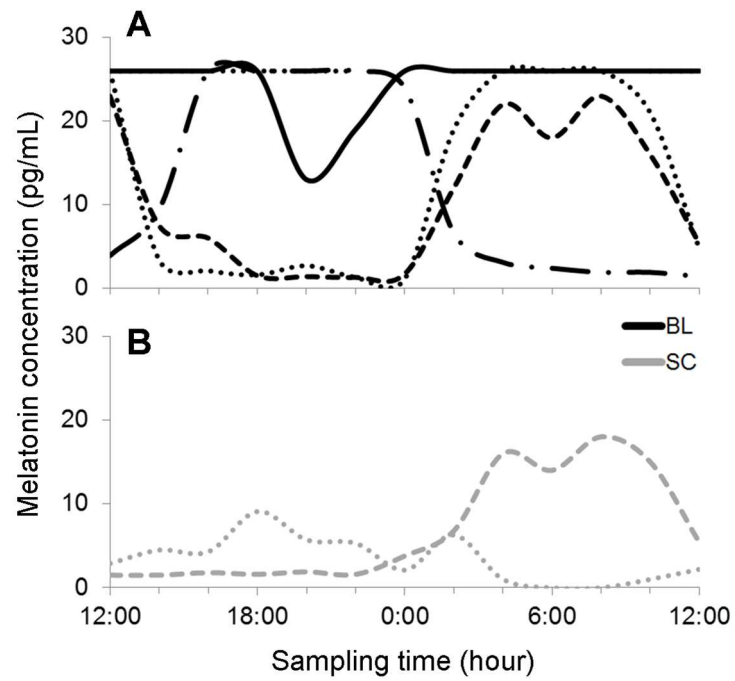 A
30
20
10
0
Melatonin concentration (pg/mL)
B
30
20
10
0
BL
SC
12:00 18:00 0:00 6:00 12:00
Sampling time (hour)